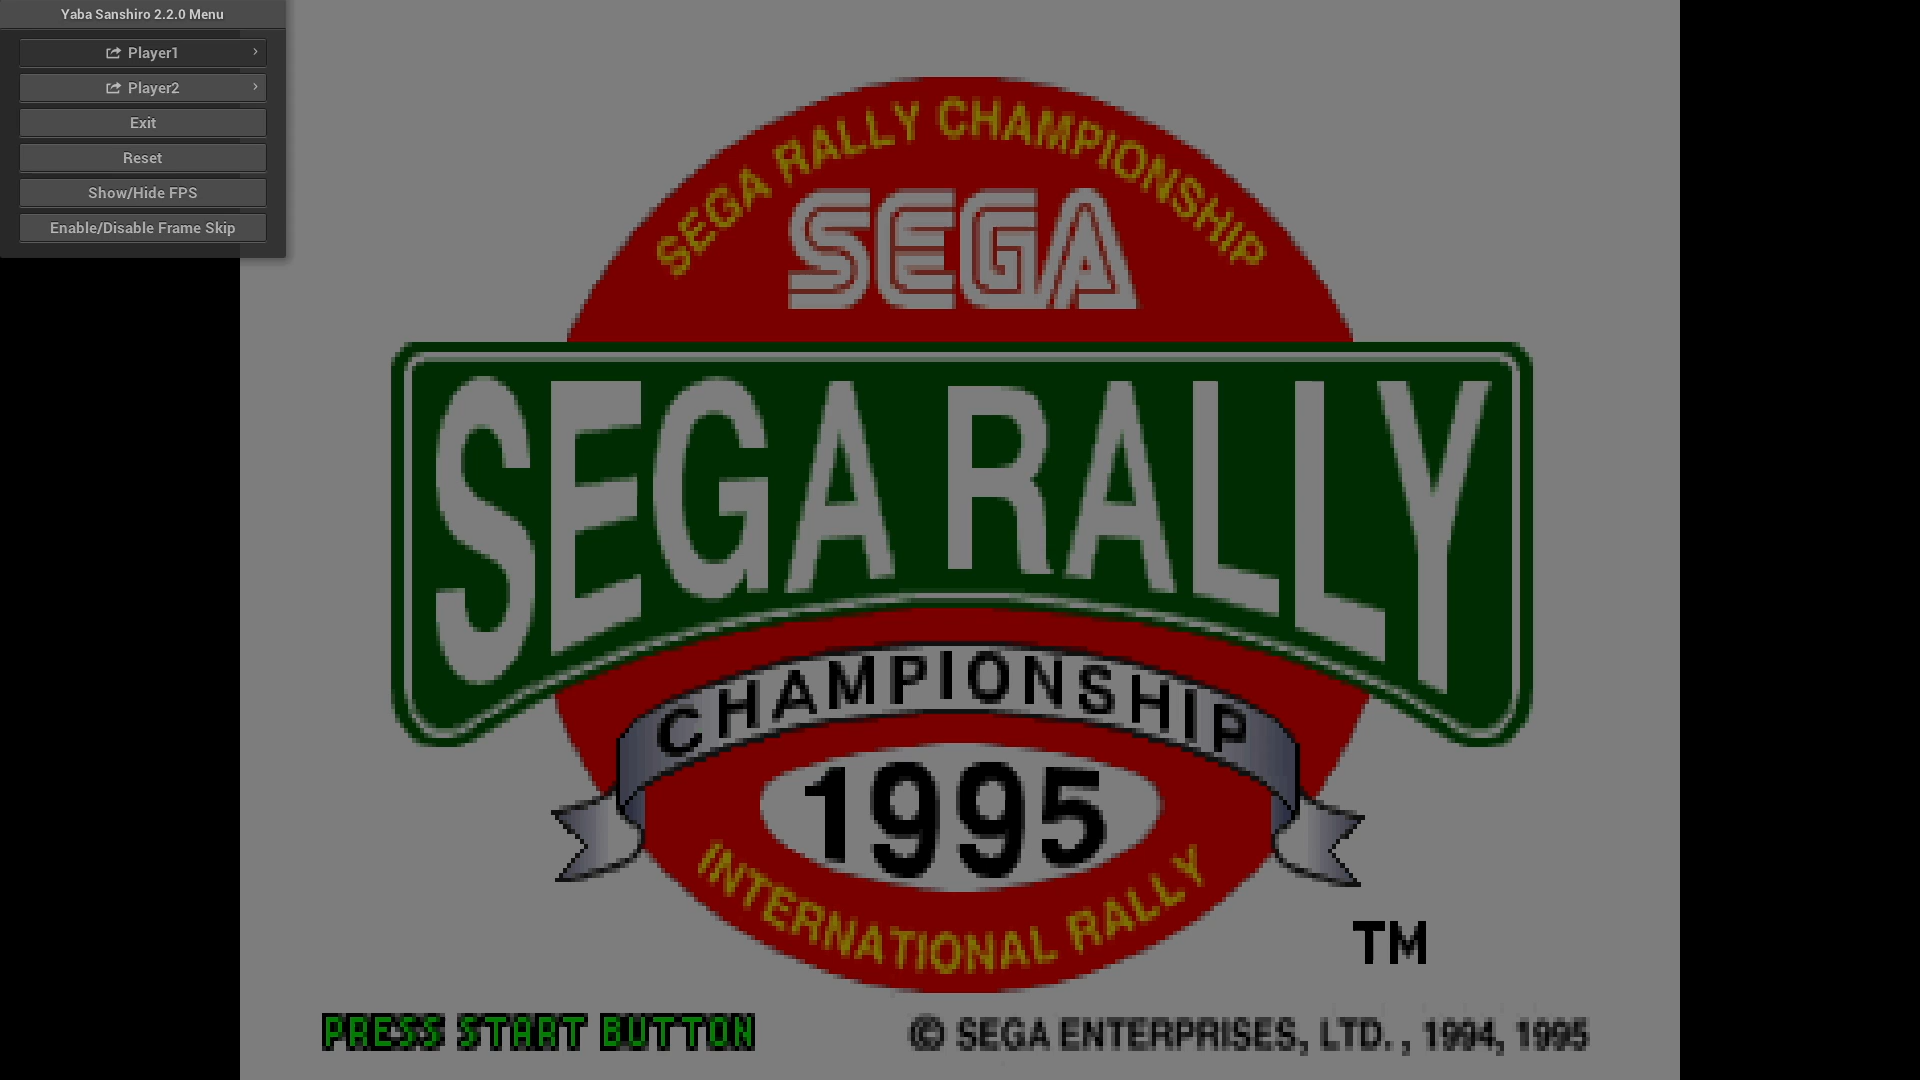 Yaba Sanshiro 2.2.0 Menu
Player1
Player2
Exit
Reset
Show/Hide FPS
Enable/Disable Frame Skip
SEGA RALLY CHAMPIONSHIP
SEGA
SEGA RALLY
CHAMPIONSHIP
1995
INTERNATIONAL RALLY
TM
PRESS START BUTTON
© SEGA ENTERPRISES, LTD. , 1994, 1995